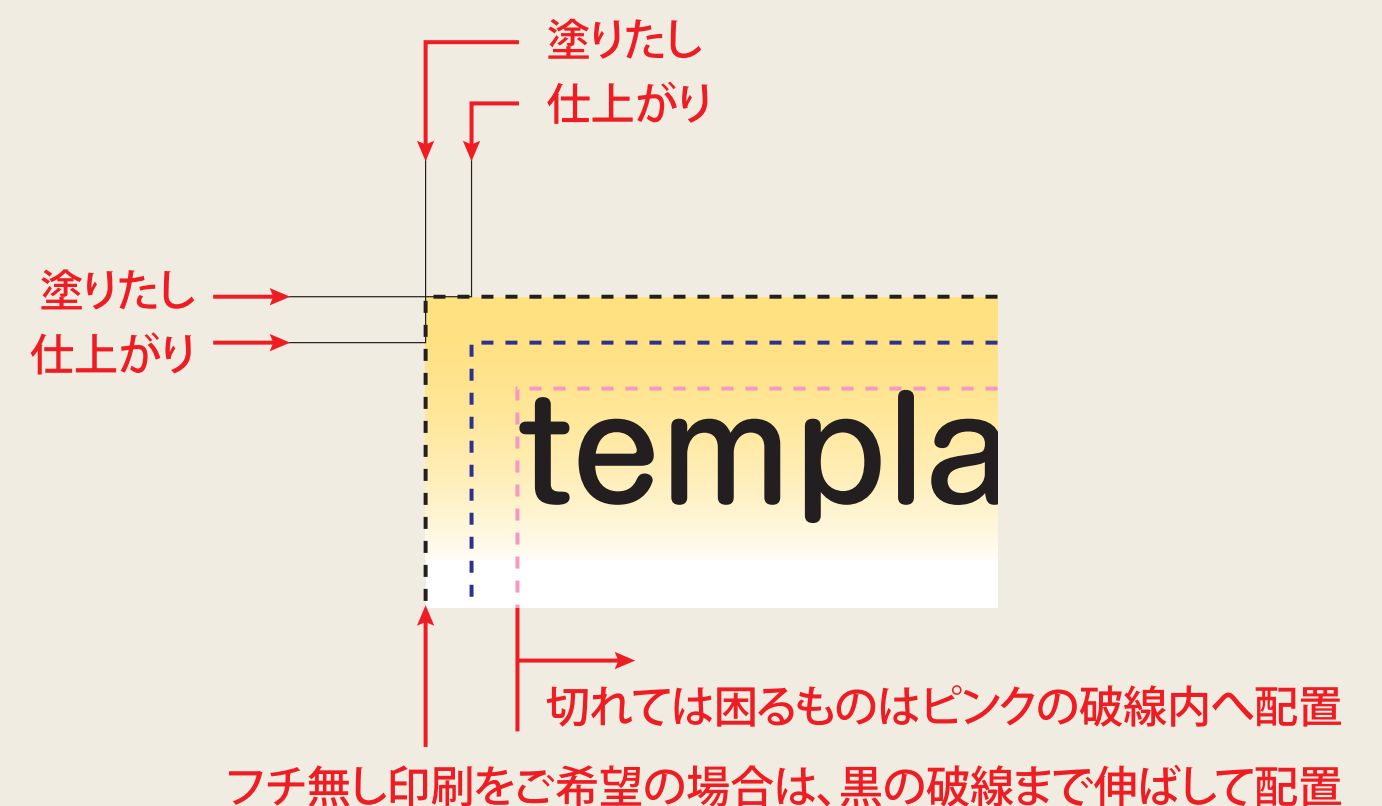 塗りたし
仕上がり
塗りたし
仕上がり
templa
切れては困るものはピンクの破線内へ配置
フチ無し印刷をご希望の場合は、黒の破線まで伸ばして配置